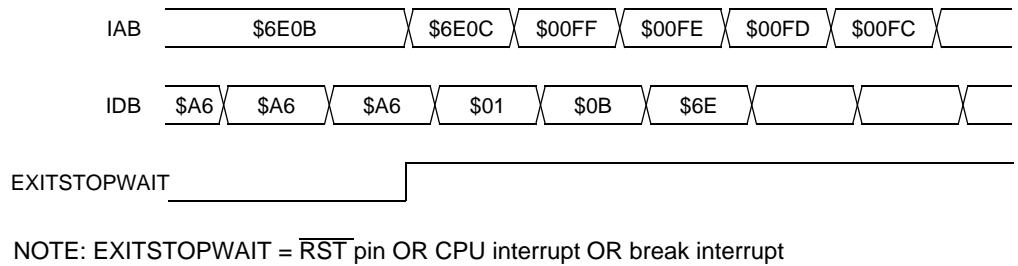 IAB $6E0B $6E0C $00FF $00FE $00FD $00FC
IDB $A6 $A6 $A6 $01 $0B $6E
EXITSTOPWAIT
NOTE: EXITSTOPWAIT = RST pin OR CPU interrupt OR break interrupt